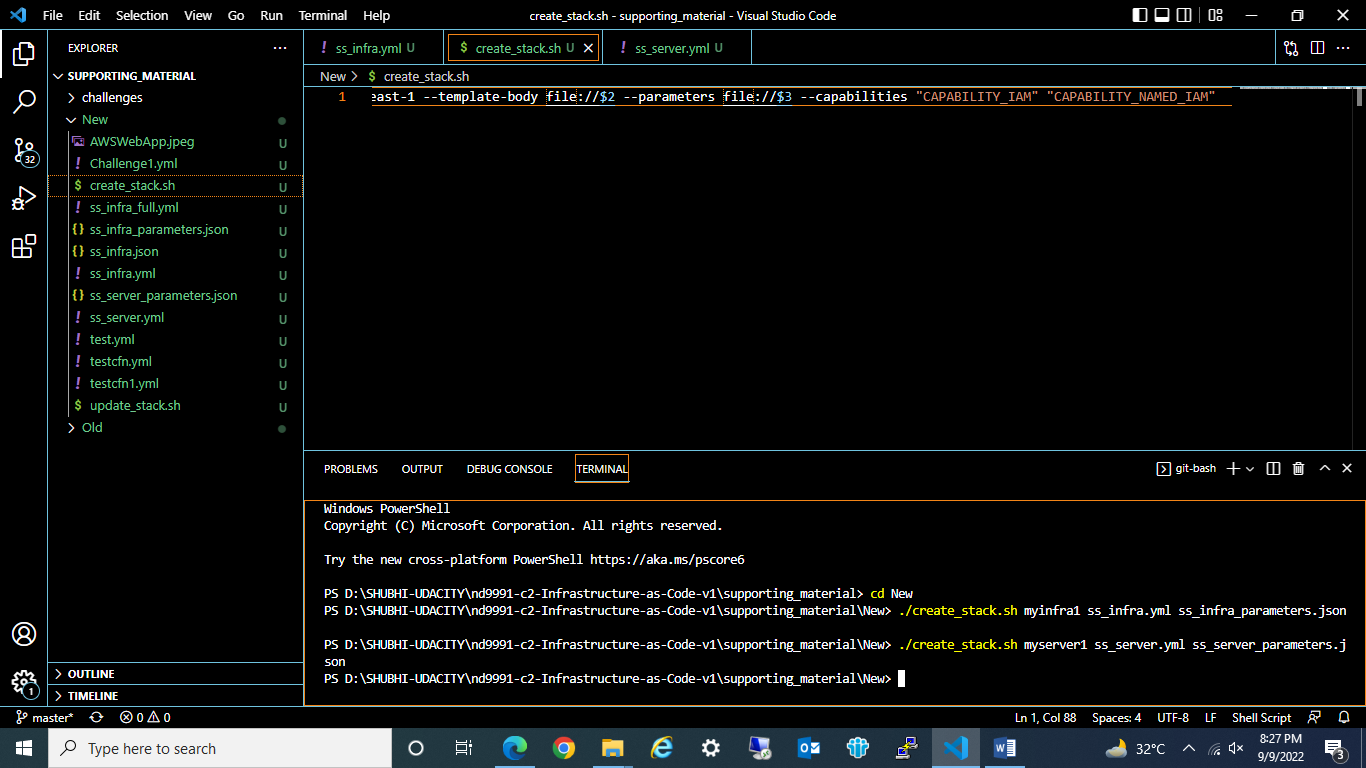 File Edit Selection View Go Run Terminal Help
create_stack.sh - supporting_material - Visual Studio Code
EXPLORER
SUPPORTING_MATERIAL
challenges
New
AWSWebApp.jpeg U
! Challenge1.yml U
$ create_stack.sh U
! ss_infra_full.yml U
{} ss_infra_parameters.json U
{} ss_infra.json U
! ss_infra.yml U
{} ss_server_parameters.json U
! ss_server.yml U
! test.yml U
! testcfn.yml U
! testcfn1.yml U
$ update_stack.sh U
Old
OUTLINE
TIMELINE
32
1
! ss_infra.yml U
$ create_stack.sh U
! ss_server.yml U
New > $ create_stack.sh
1 east-1 --template-body file://$2 --parameters file://$3 --capabilities "CAPABILITY_IAM" "CAPABILITY_NAMED_IAM"
PROBLEMS OUTPUT DEBUG CONSOLE TERMINAL
git-bash
Windows PowerShell
Copyright (C) Microsoft Corporation. All rights reserved.
Try the new cross-platform PowerShell https://aka.ms/pscore6
PS D:\SHUBHI-UDACITY\nd9991-c2-Infrastructure-as-Code-v1\supporting_material> cd New
PS D:\SHUBHI-UDACITY\nd9991-c2-Infrastructure-as-Code-v1\supporting_material\New> ./create_stack.sh myinfra1 ss_infra.yml ss_infra_parameters.json
PS D:\SHUBHI-UDACITY\nd9991-c2-Infrastructure-as-Code-v1\supporting_material\New> ./create_stack.sh myserver1 ss_server.yml ss_server_parameters.j
son
PS D:\SHUBHI-UDACITY\nd9991-c2-Infrastructure-as-Code-v1\supporting_material\New>
master* 0 0
Ln 1, Col 88 Spaces: 4 UTF-8 LF Shell Script
Type here to search
32°C
8:27 PM
9/9/2022
3